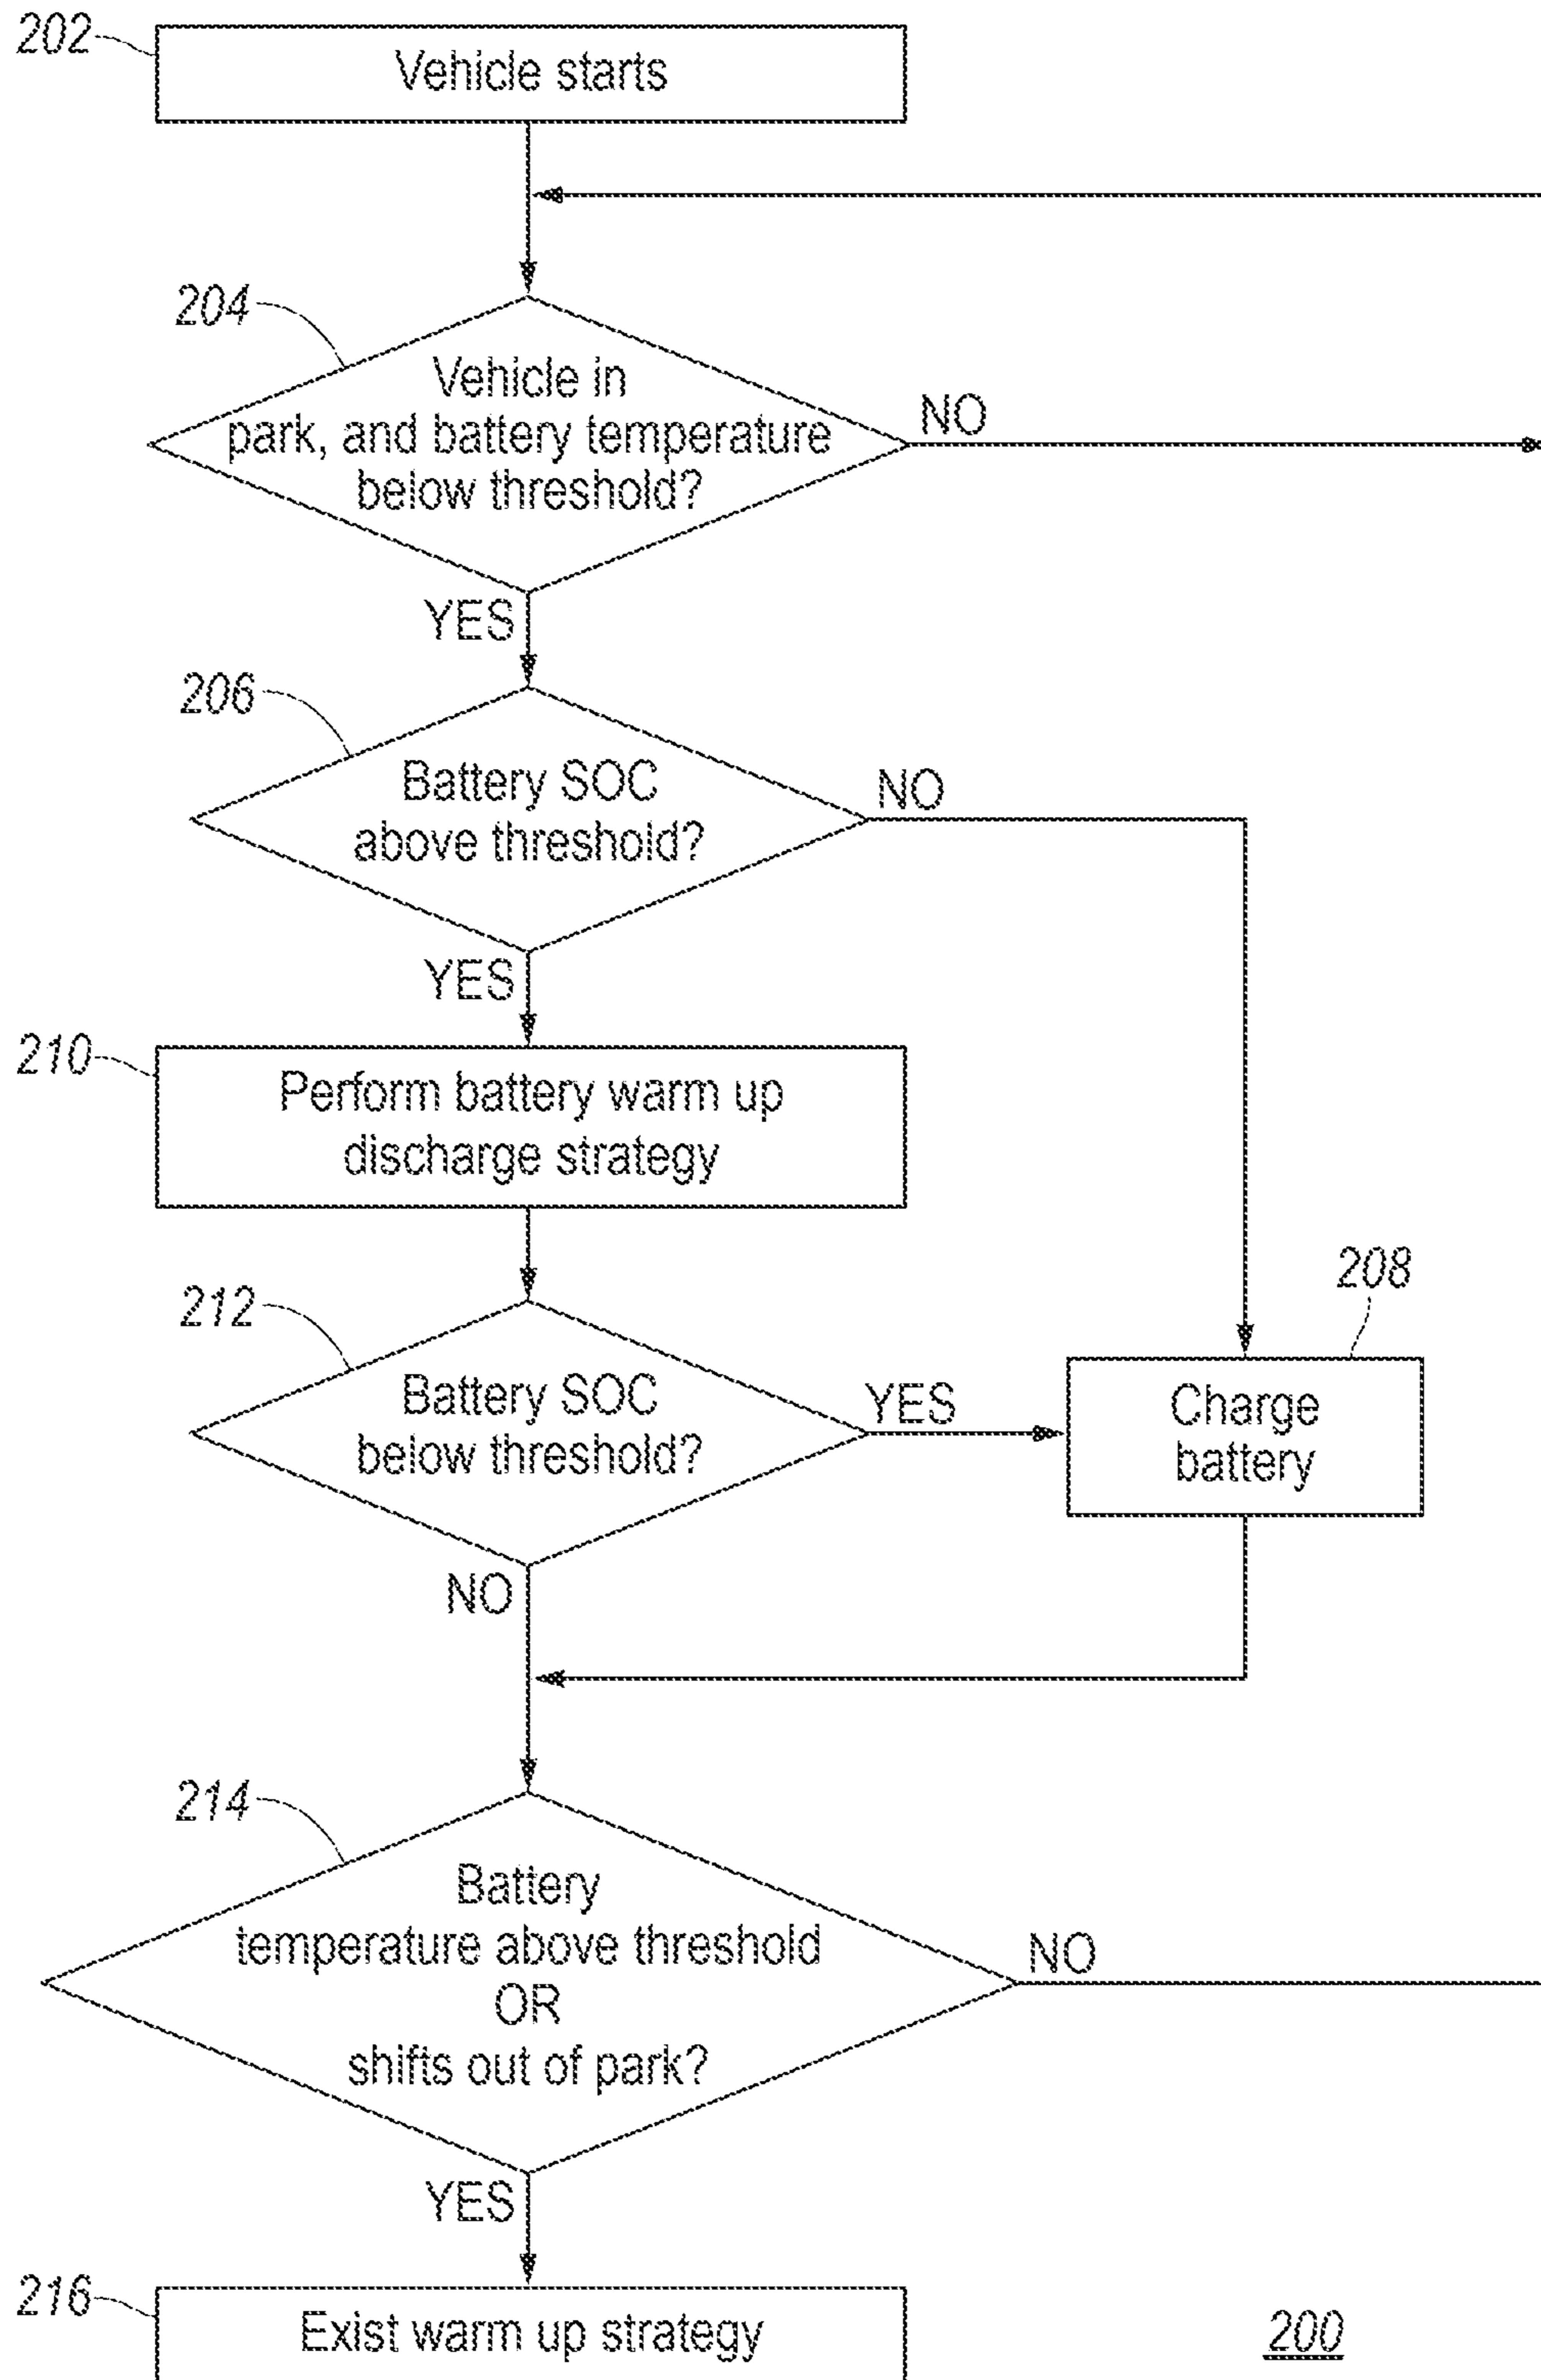 202
Vehicle starts
204
Vehicle in
park, and battery temperature
below threshold?
NO
YES
206
Battery SOC
above threshold?
NO
YES
210
Perform battery warm up
discharge strategy
212
Battery SOC
below threshold?
YES
NO
208
Charge
battery
214
Battery
temperature above threshold
OR
shifts out of park?
NO
YES
216
Exist warm up strategy
200